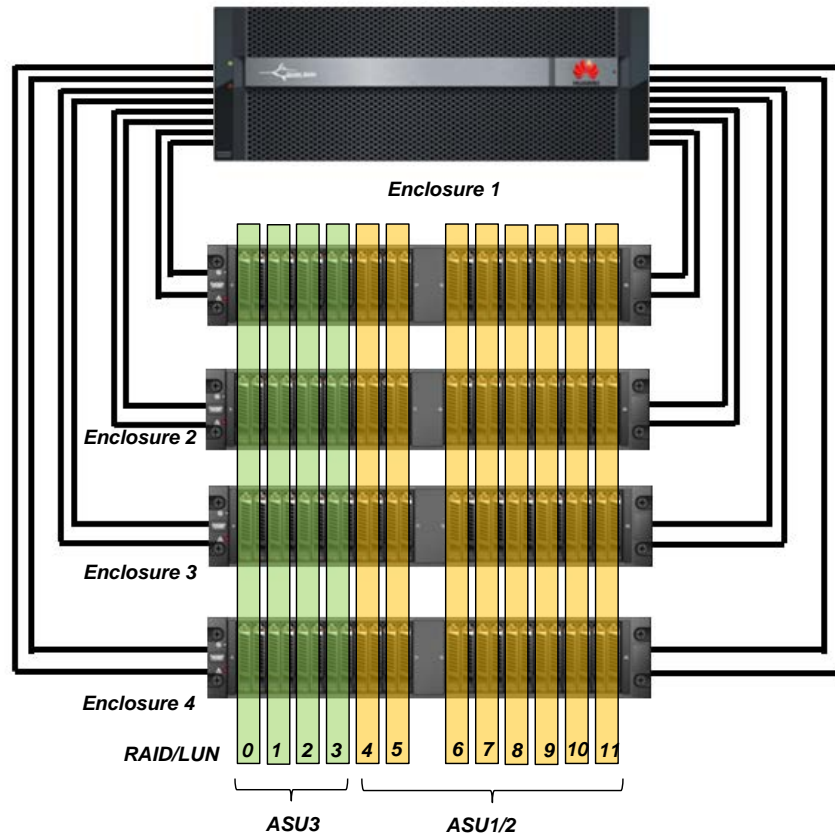 HUAWEI
Enclosure 1
Enclosure 2
Enclosure 3
Enclosure 4
RAID/LUN 0 1 2 3 4 5 6 7 8 9 10 11
ASU3 ASU1/2